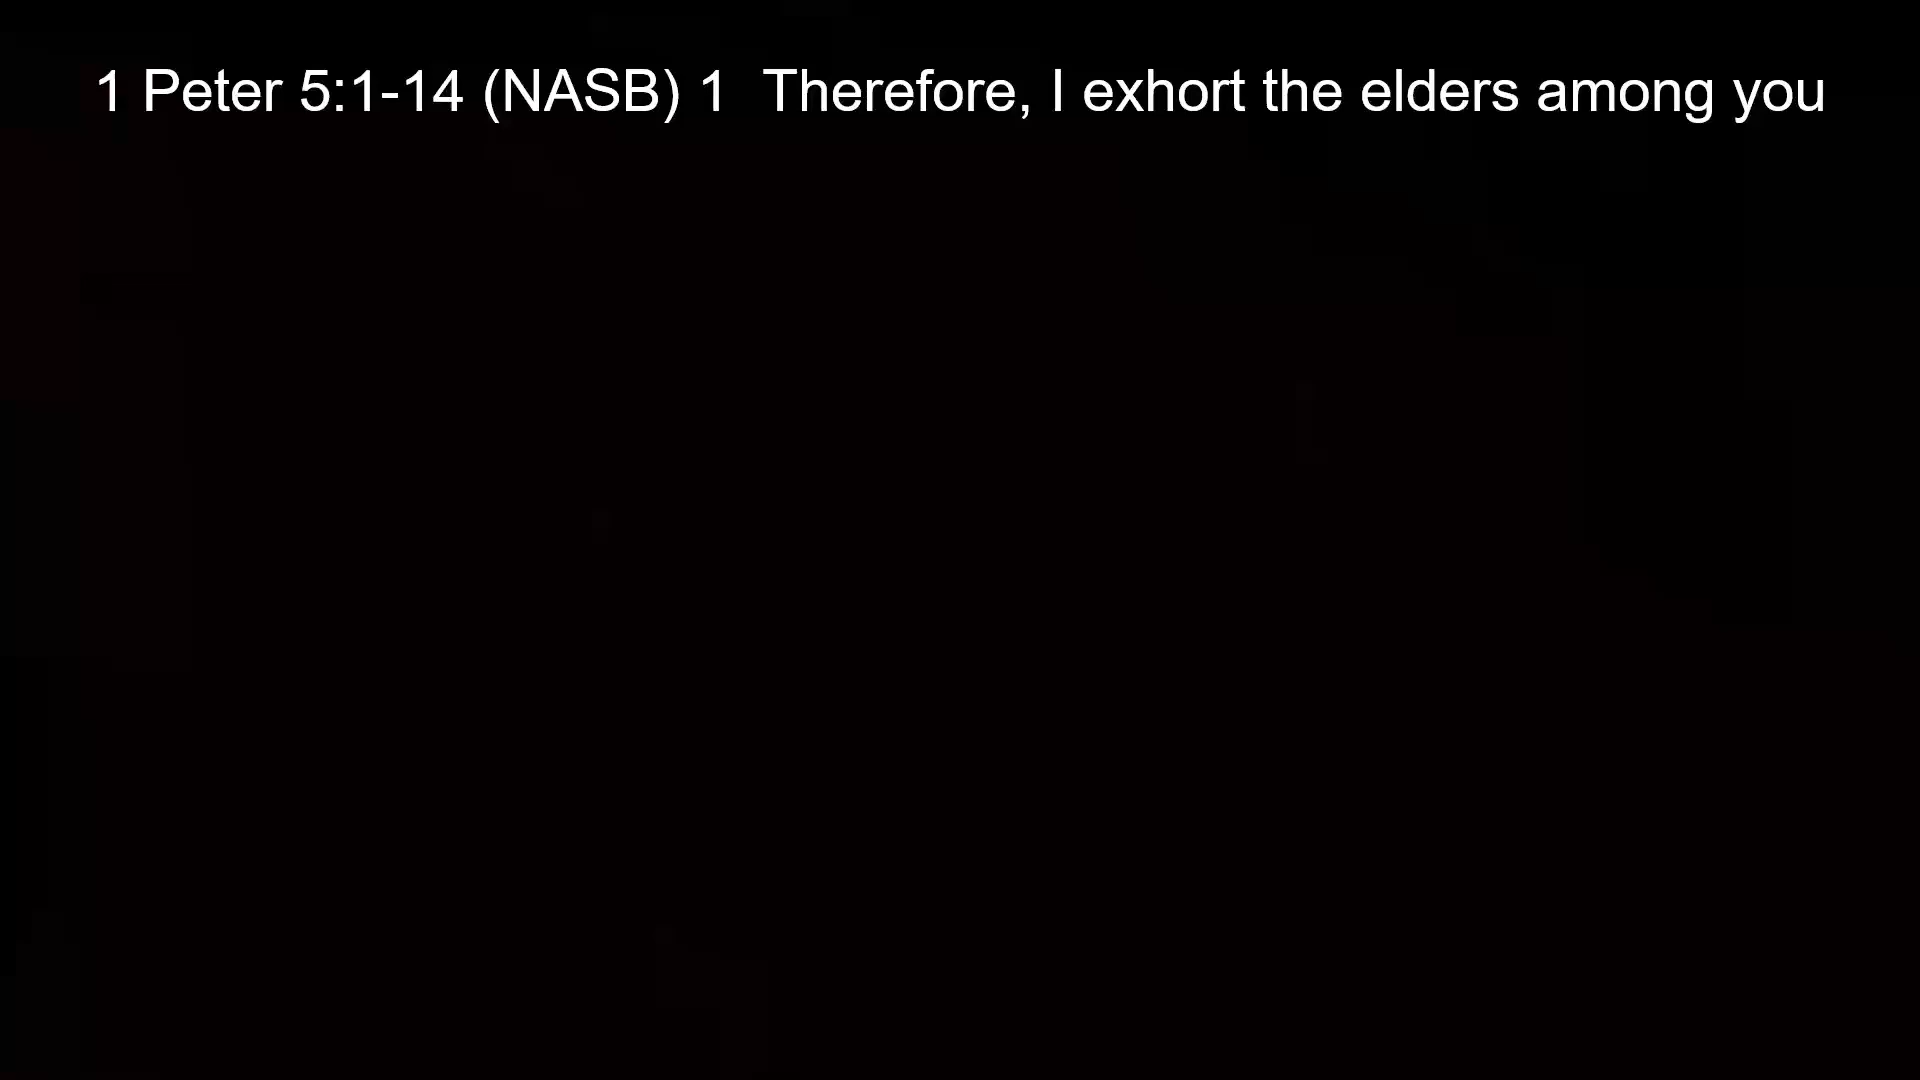 1 Peter 5:1-14 (NASB) 1  Therefore, I exhort the elders among you